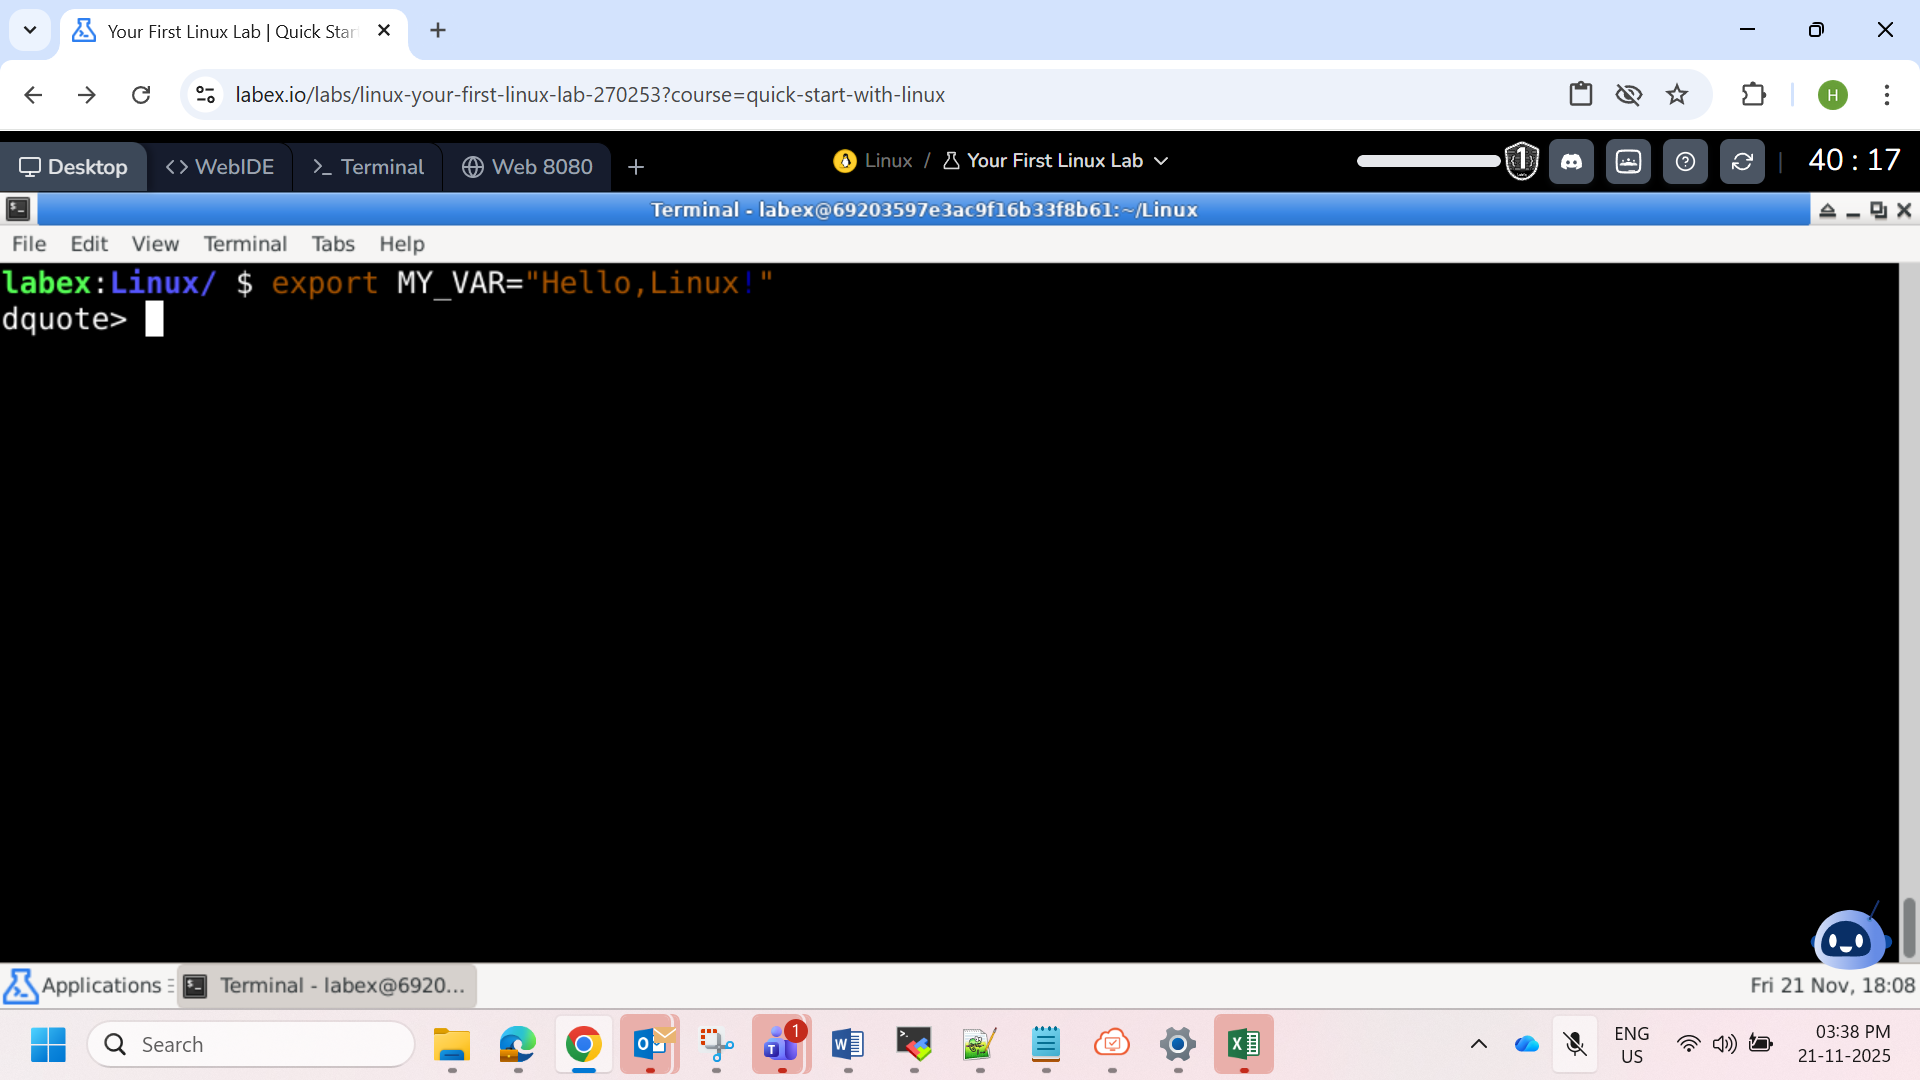 Your First Linux Lab | Quick Star
labex.io/labs/linux-your-first-linux-lab-270253?course=quick-start-with-linux
H
Desktop
<> WebIDE
>_ Terminal
Web 8080
+
Linux / Your First Linux Lab
1
40 : 17
Terminal - labex@69203597e3ac9f16b33f8b61:~/Linux
File Edit View Terminal Tabs Help
labex:Linux/ $ export MY_VAR="Hello,Linux!"
dquote>
Applications
Terminal - labex@6920...
Fri 21 Nov, 18:08
Search
1
ENG
US
03:38 PM
21-11-2025